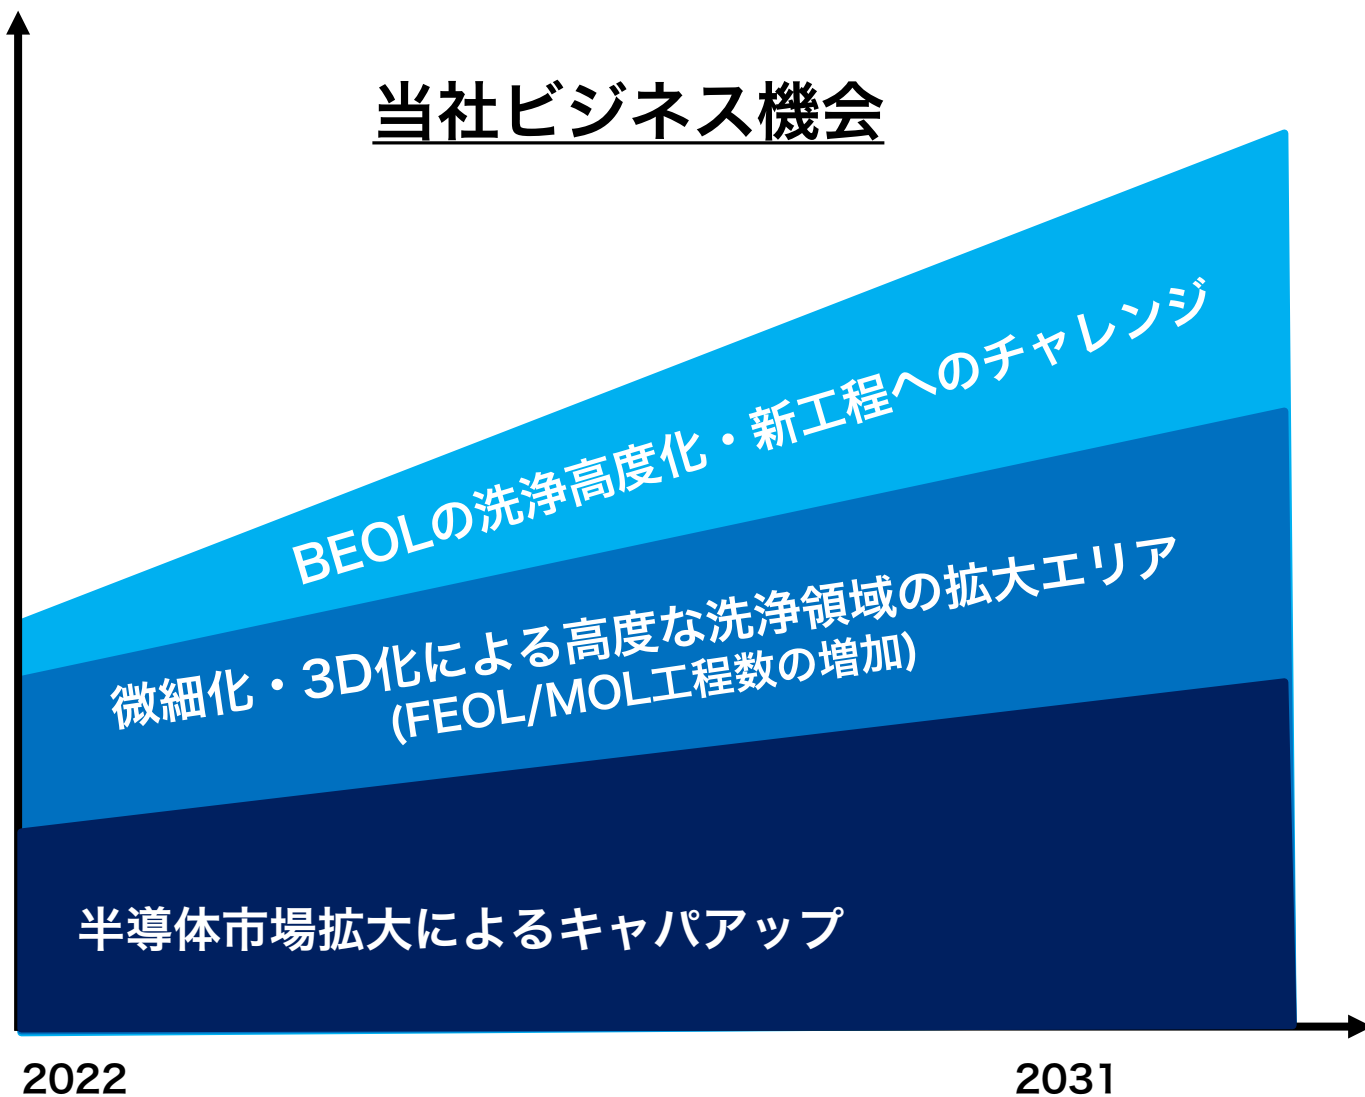 当社ビジネス機会
BEOLの洗浄高度化・新工程へのチャレンジ
微細化・3D化による高度な洗浄領域の拡大エリア
(FEOL/MOL工程数の増加)
半導体市場拡大によるキャパアップ
2022
2031